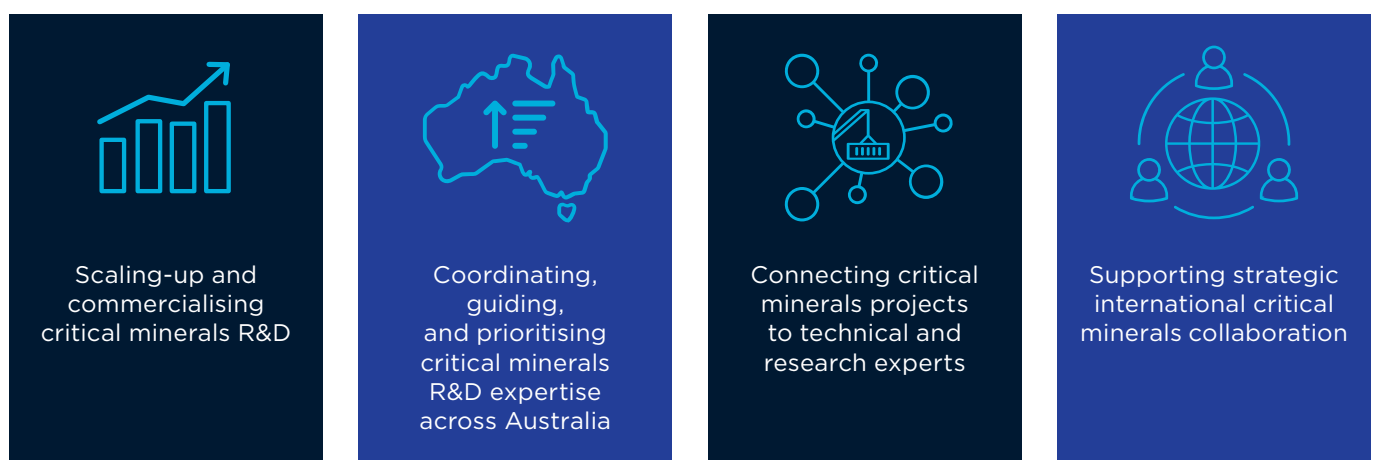 Scaling-up and
commercialising
critical minerals R&D
Coordinating,
guiding,
and prioritising
critical minerals
R&D expertise
across Australia
Connecting critical
minerals projects
to technical and
research experts
Supporting strategic
international critical
minerals collaboration